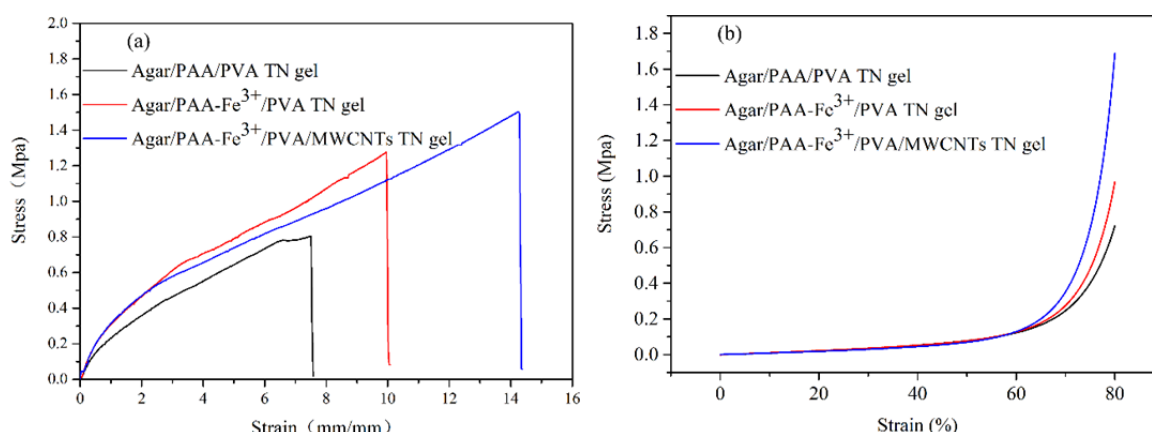 (a)
Agar/PAA/PVA TN gel
Agar/PAA-Fe3+/PVA TN gel
Agar/PAA-Fe3+/PVA/MWCNTs TN gel
Stress（Mpa）
2.0
1.8
1.6
1.4
1.2
1.0
0.8
0.6
0.4
0.2
0.0
0 2 4 6 8 10 12 14 16
Strain（mm/mm）
(b)
Agar/PAA/PVA TN gel
Agar/PAA-Fe3+/PVA TN gel
Agar/PAA-Fe3+/PVA/MWCNTs TN gel
Stress (Mpa)
1.8
1.6
1.4
1.2
1.0
0.8
0.6
0.4
0.2
0.0
0 20 40 60 80
Strain (%)